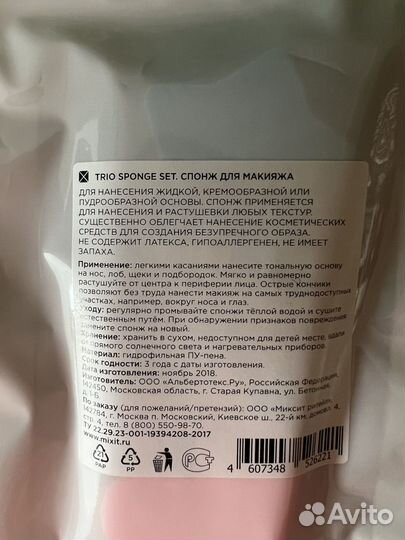 TRIO SPONGE SET. СПОНЖ ДЛЯ МАКИЯЖА
ДЛЯ НАНЕСЕНИЯ ЖИДКОЙ, КРЕМООБРАЗНОЙ ИЛИ
ПУДРООБРАЗНОЙ ОСНОВЫ. СПОНЖ ПРИМЕНЯЕТСЯ
ДЛЯ НАНЕСЕНИЯ И РАСТУШЕВКИ ЛЮБЫХ ТЕКСТУР.
СУЩЕСТВЕННО ОБЛЕГЧАЕТ НАНЕСЕНИЕ КОСМЕТИЧЕСКИХ
СРЕДСТВ ДЛЯ СОЗДАНИЯ БЕЗУПРЕЧНОГО ОБРАЗА.
НЕ СОДЕРЖИТ ЛАТЕКСА, ГИПОАЛЛЕРГЕНЕН, НЕ ИМЕЕТ
ЗАПАХА.
Применение: легкими касаниями нанесите тональную основу
на нос, лоб, щеки и подбородок. Мягко и равномерно
растушуйте от центра к периферии лица. Острые кончики
позволяют без труда нанести макияж на самых труднодоступных
участках, например, вокруг носа и глаз.
Уход: регулярно промывайте спонжи тёплой водой и сушите
естественным путём. При обнаружении признаков повреждения
замените спонж на новый.
Хранение: хранить в сухом, недоступном для детей месте, вдали
от прямого солнечного света и нагревательных приборов.
Материал: гидрофильная ПУ-пена.
Срок годности: 3 года с даты изготовления.
Дата изготовления: ноябрь 2018.
Изготовитель: ООО «Альбертотекс.Ру», Российская Федерация,
142450, Московская область, г. Старая Купавна, ул. Бетонная,
д. 1-Б.
По заказу (для пожеланий/претензий): ООО «Миксит Ритейл»,
142784, г. Москва п. Московский, Киевское ш., 22-й км. домовл. 4,
стр. 4, тел. 8 (800) 550-98-70.
ТУ 22.29.23-001-19394208-2017
www.mixit.ru
21
PAP
5
PP
РСТ
4 607348 526221
Avito